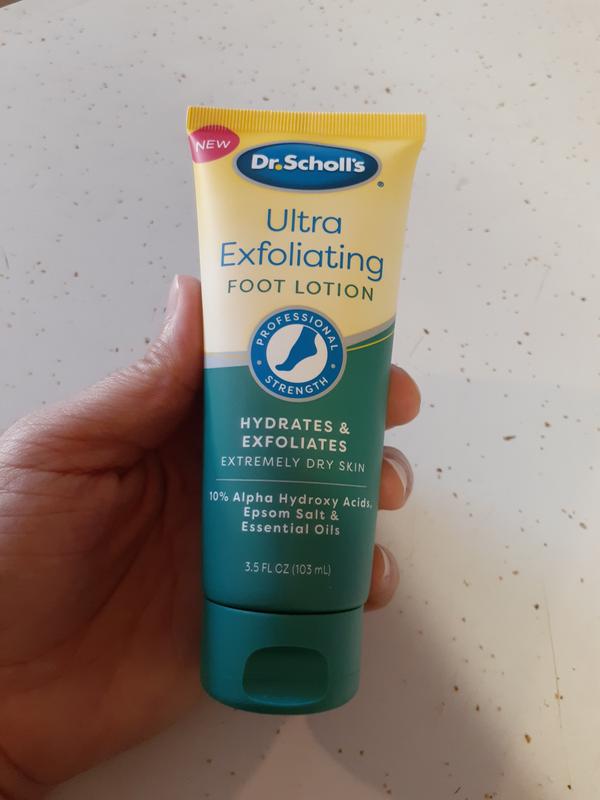 NEW
Dr.Scholl's
®
Ultra
Exfoliating
FOOT LOTION
PROFESSIONAL
STRENGTH
HYDRATES &
EXFOLIATES
EXTREMELY DRY SKIN
10% Alpha Hydroxy Acids,
Epsom Salt &
Essential Oils
3.5 FL OZ (103 mL)